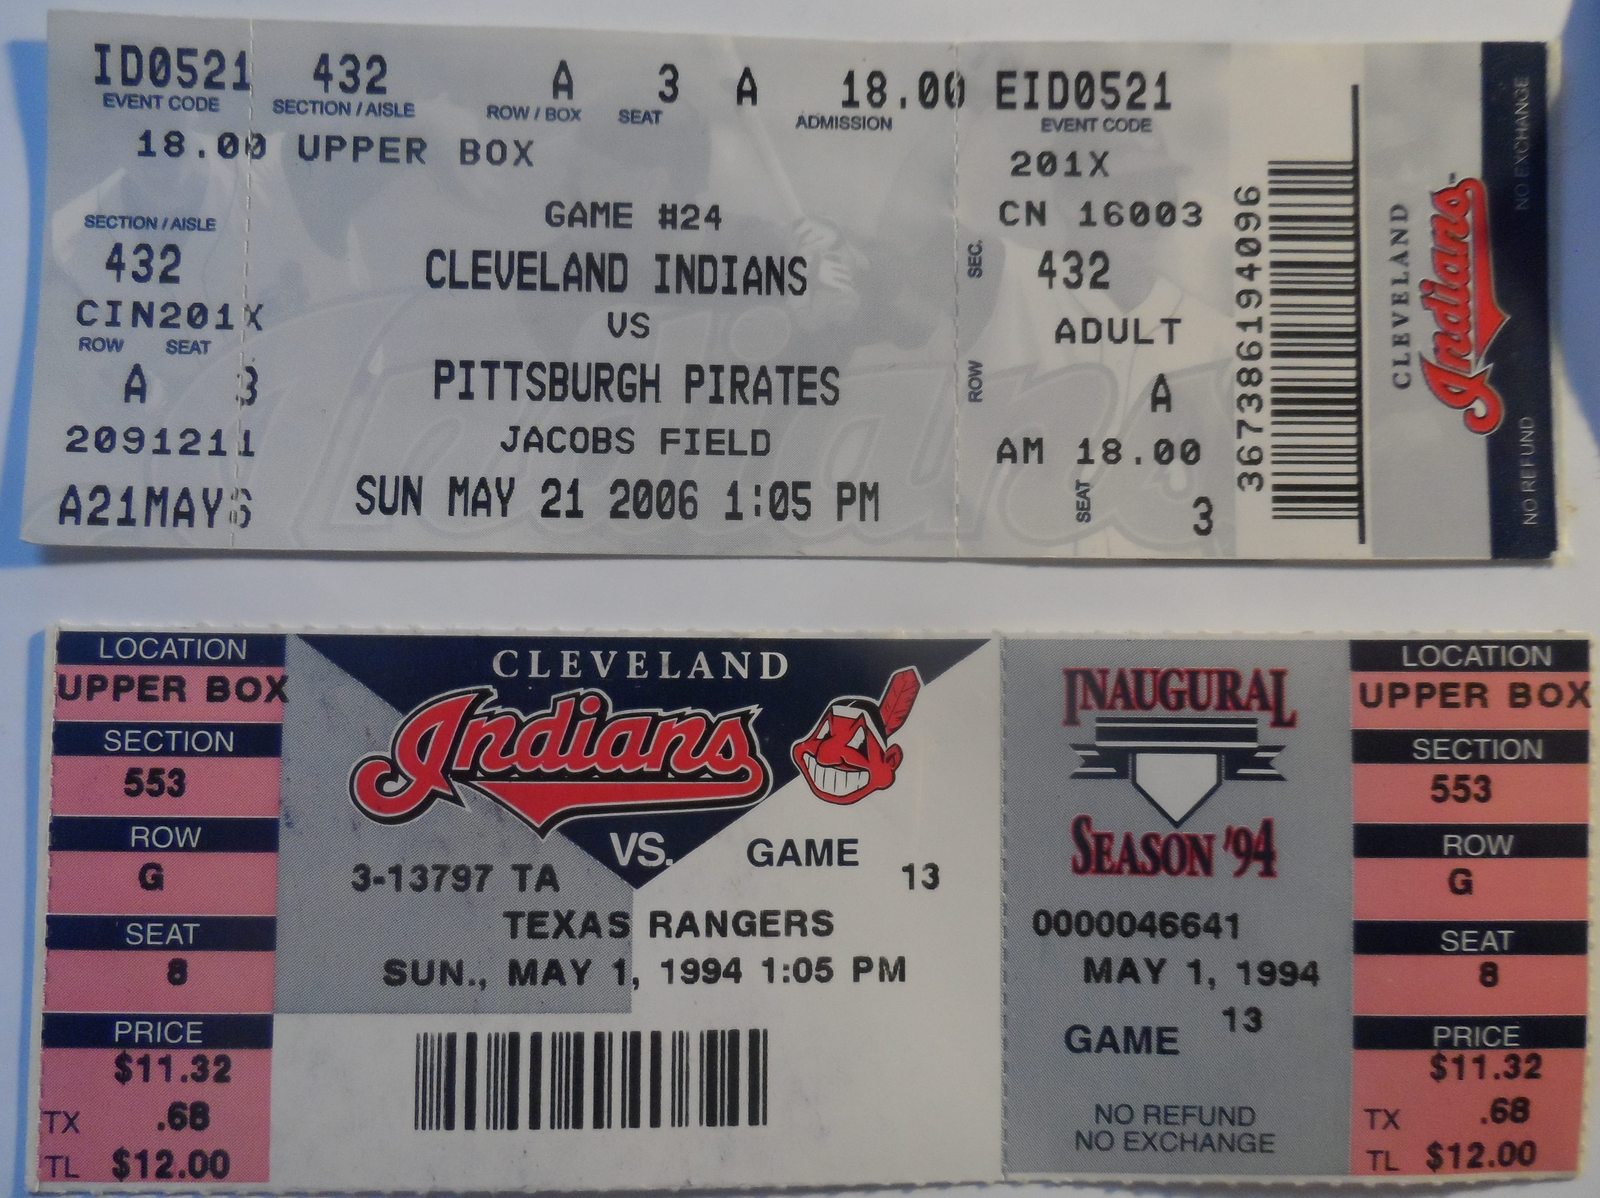 ID0521 432 A 3 A 18.00 EID0521
EVENT CODE SECTION / AISLE ROW / BOX SEAT ADMISSION EVENT CODE
18.00 UPPER BOX
201X
GAME #24
CN 16003
SECTION / AISLE
432
CLEVELAND INDIANS
SEC.
432
CIN201X
VS
ADULT
ROW SEAT
A 3
PITTSBURGH PIRATES
ROW
A
2091211
JACOBS FIELD
AM 18.00
A21MAY6
SUN MAY 21 2006 1:05 PM
SEAT
3
367386194096
CLEVELAND
Indians
NO EXCHANGE
NO REFUND
LOCATION
UPPER BOX
SECTION
553
ROW
G
SEAT
8
PRICE
$11.32
TX .68
TL $12.00
CLEVELAND
Indians
VS.
GAME 13
3-13797 TA
TEXAS RANGERS
SUN., MAY 1, 1994 1:05 PM
INAUGURAL
SEASON '94
0000046641
MAY 1, 1994
GAME 13
NO REFUND
NO EXCHANGE
LOCATION
UPPER BOX
SECTION
553
ROW
G
SEAT
8
PRICE
$11.32
TX .68
TL $12.00